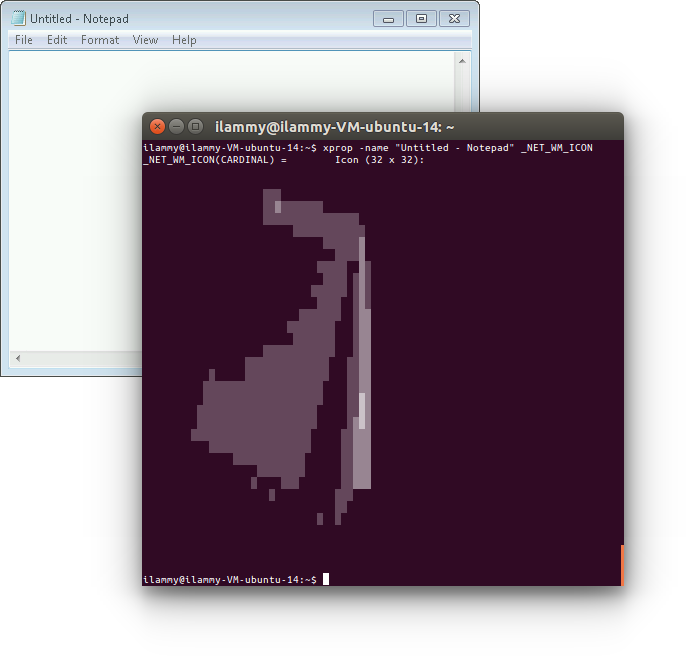 Untitled - Notepad
File Edit Format View Help
ilammy@ilammy-VM-ubuntu-14: ~
ilammy@ilammy-VM-ubuntu-14:~$ xprop -name "Untitled - Notepad" _NET_WM_ICON
_NET_WM_ICON(CARDINAL) = Icon (32 x 32):
ilammy@ilammy-VM-ubuntu-14:~$